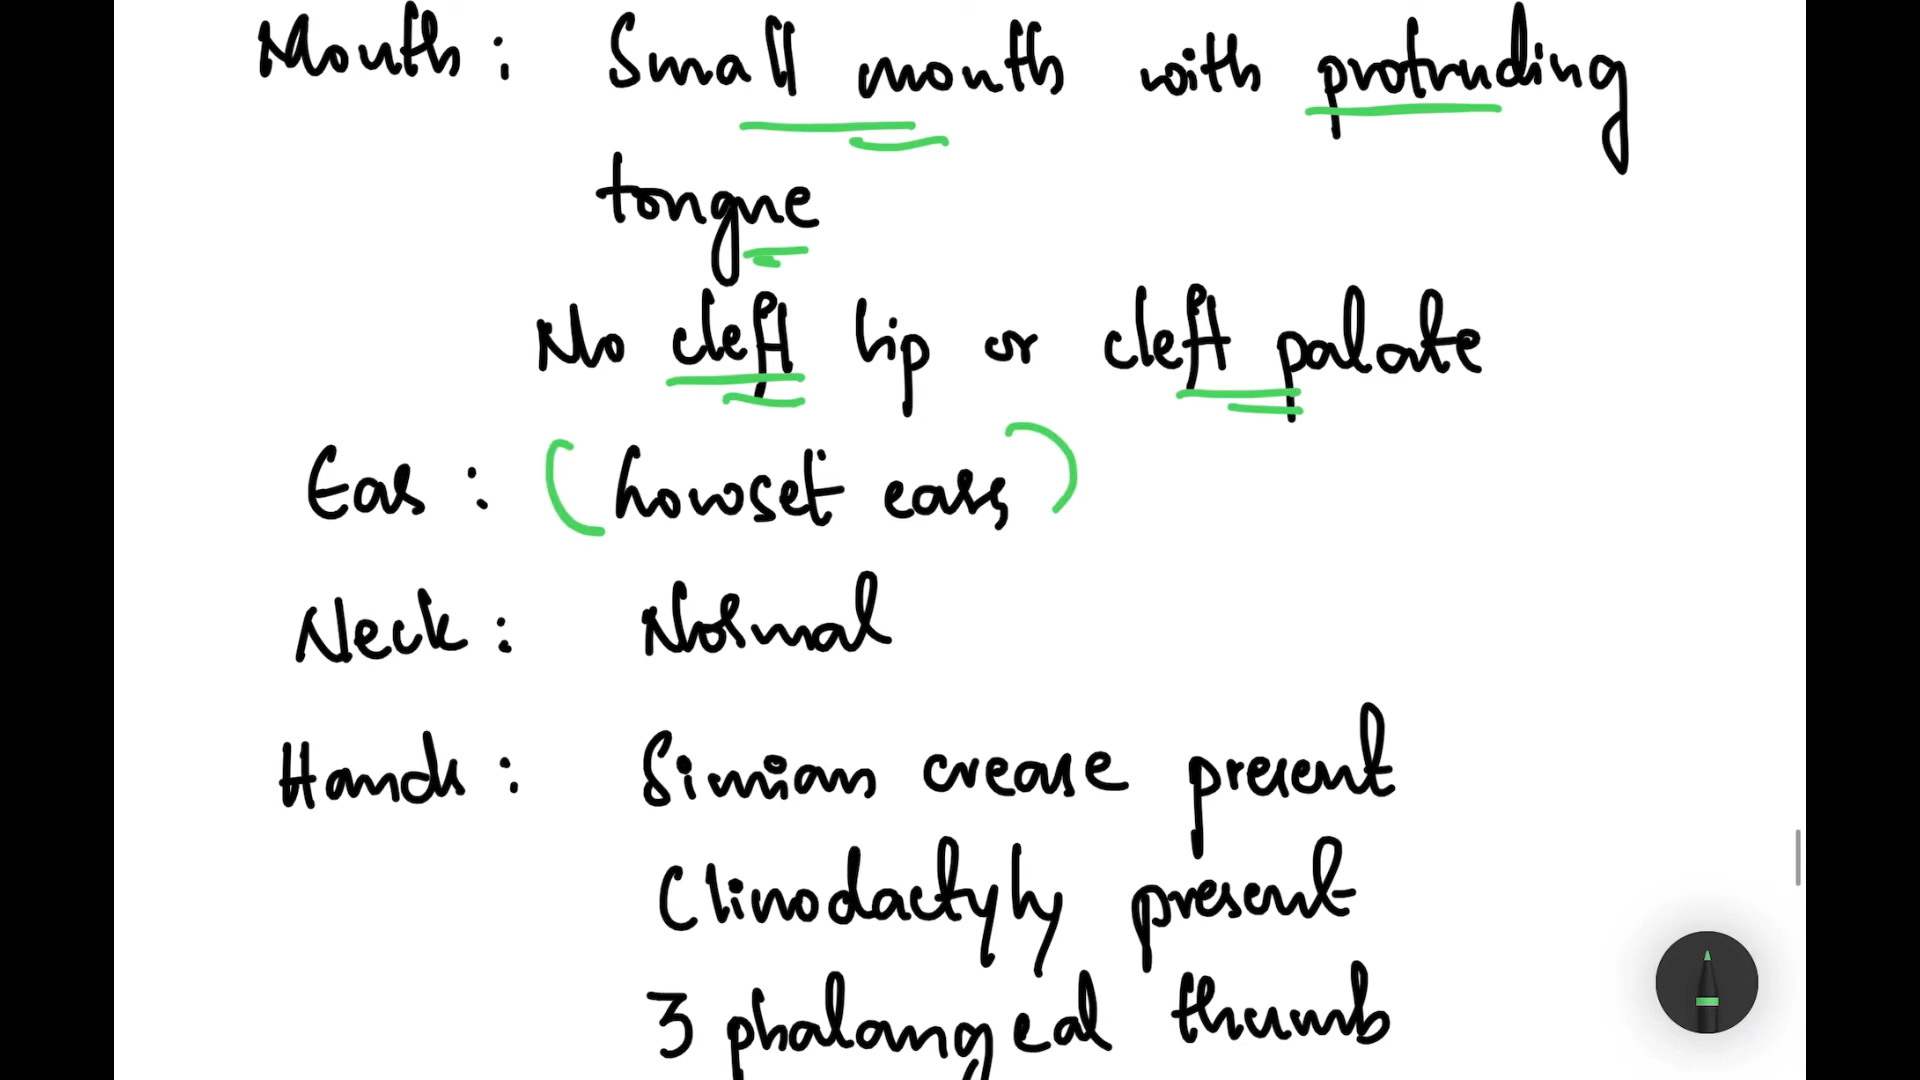 Mouth : Small mouth with protruding
tongue
No cleft lip or cleft palate
Ears : (Lowset ears)
Neck : Normal
Hands : Simian crease present
Clinodactyly present
3 phalangeal thumb